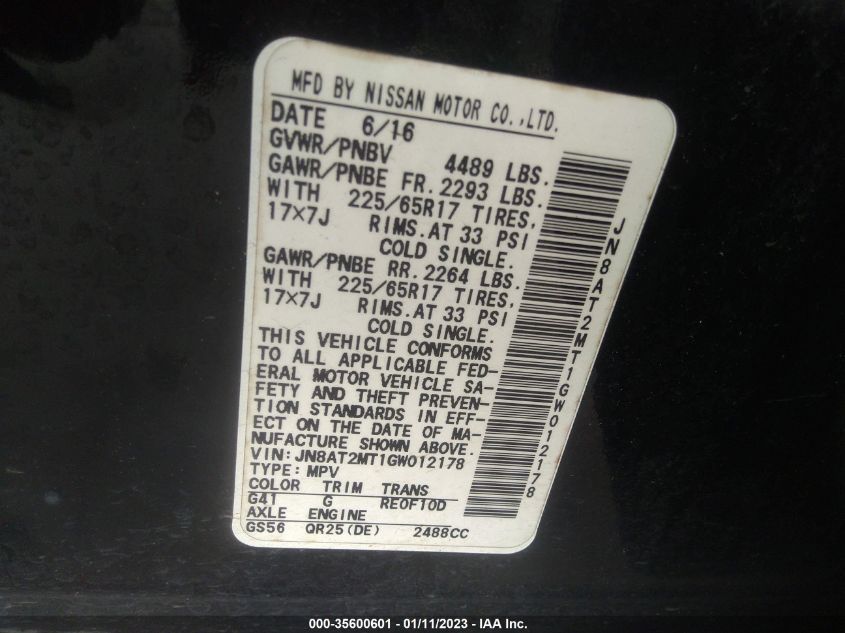 MFD BY NISSAN MOTOR CO.,LTD.
DATE 6/16
GVWR/PNBV 4489 LBS.
GAWR/PNBE FR. 2293 LBS.
WITH 225/65R17 TIRES,
17×7J RIMS.AT 33 PSI
COLD SINGLE.
GAWR/PNBE RR. 2264 LBS.
WITH 225/65R17 TIRES,
17×7J RIMS.AT 33 PSI
COLD SINGLE.
THIS VEHICLE CONFORMS
TO ALL APPLICABLE FED-
ERAL MOTOR VEHICLE SA-
FETY AND THEFT PREVEN-
TION STANDARDS IN EFF-
ECT ON THE DATE OF MA-
NUFACTURE SHOWN ABOVE.
VIN: JN8AT2MT1GW012178
TYPE: MPV
COLOR TRIM TRANS
G41 G RE0F10D
AXLE ENGINE
GS56 QR25(DE) 2488CC
JN8AT2MT1GW012178
000-35600601 - 01/11/2023 - IAA Inc.